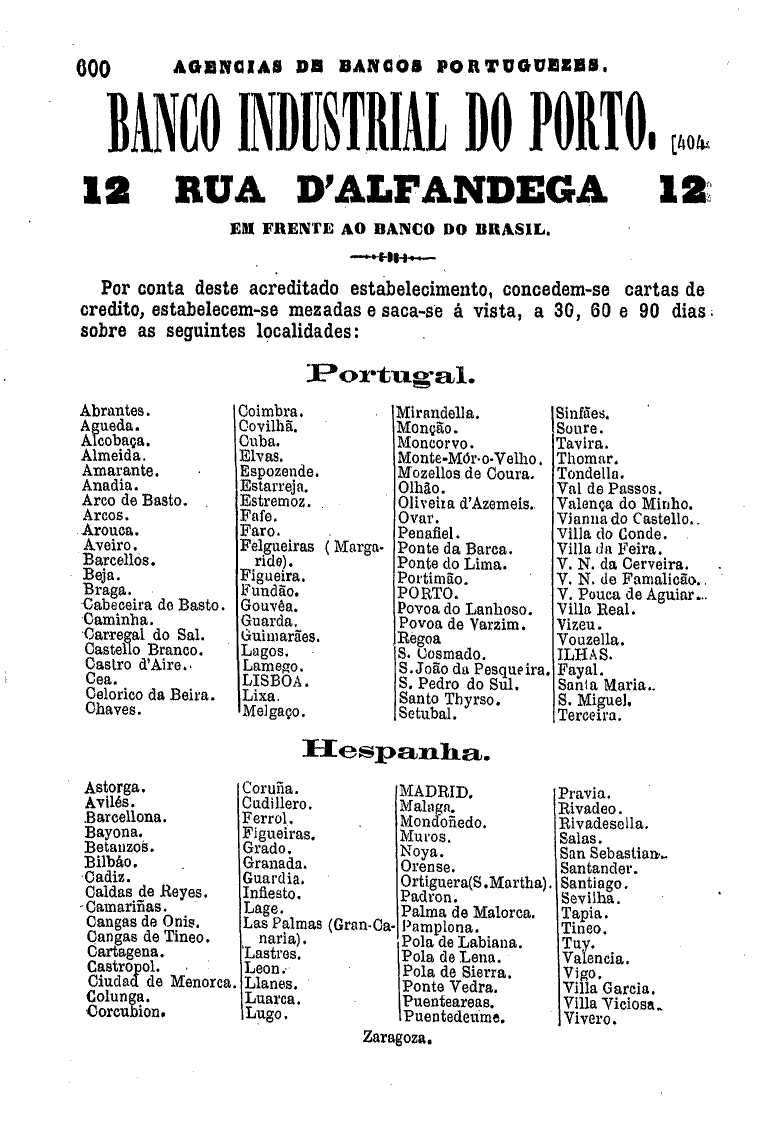 600 AGENCIAS DE BANCOS PORTUGUEZES.
BANCO INDUSTRIAL DO PORTO. [404
12 RUA D'ALFANDEGA 12
EM FRENTE AO BANCO DO BRASIL.
Por conta deste acreditado estabelecimento, concedem-se cartas de
credito, estabelecem-se mezadas e saca-se á vista, a 30, 60 e 90 dias
sobre as seguintes localidades:
Portugal.
Abrantes.
Agueda.
Alcobaça.
Almeida.
Amarante.
Anadia.
Arco de Basto.
Arcos.
Arouca.
Aveiro.
Barcellos.
Beja.
Braga.
Cabeceira de Basto.
Caminha.
Carregal do Sal.
Castello Branco.
Castro d'Aire.
Cea.
Celorico da Beira.
Chaves.
Coimbra.
Covilhã.
Cuba.
Elvas.
Espozende.
Estarreja.
Estremoz.
Fafe.
Faro.
Felgueiras (Marga-
ride).
Figueira.
Fundão.
Gouvêa.
Guarda.
Guimarães.
Lagos.
Lamego.
LISBOA.
Lixa.
Melgaço.
Mirandella.
Monção.
Moncorvo.
Monte-Mór-o-Velho.
Mozellos de Coura.
Olhão.
Oliveira d'Azemeis.
Ovar.
Penafiel.
Ponte da Barca.
Ponte do Lima.
Portimão.
PORTO.
Povoa do Lanhoso.
Povoa de Varzim.
Regoa
S. Cosmado.
S. João da Pesqueira.
S. Pedro do Sul.
Santo Thyrso.
Setubal.
Sinfães.
Soure.
Tavira.
Thomar.
Tondella.
Val de Passos.
Valença do Minho.
Vianna do Castello.
Villa do Conde.
Villa da Feira.
V. N. da Cerveira.
V. N. de Famalicão.
V. Pouca de Aguiar.
Villa Real.
Vizeu.
Vouzella.
ILHAS.
Fayal.
Santa Maria.
S. Miguel.
Terceira.
Hespanha.
Astorga.
Avilés.
Barcellona.
Bayona.
Betanzos.
Bilbáo.
Cadiz.
Caldas de Reyes.
Camariñas.
Cangas de Onis.
Cangas de Tineo.
Cartagena.
Castropol.
Ciudad de Menorca.
Colunga.
Corcubion.
Coruña.
Cudillero.
Ferrol.
Figueiras.
Grado.
Granada.
Guardia.
Infiesto.
Lage.
Las Palmas (Gran-Ca-
naria).
Lastres.
Leon.
Llanes.
Luarca.
Lugo.
MADRID.
Malaga.
Mondoñedo.
Muros.
Noya.
Orense.
Ortiguera (S. Martha).
Padron.
Palma de Malorca.
Pamplona.
Pola de Labiana.
Pola de Lena.
Pola de Sierra.
Ponte Vedra.
Puenteareas.
Puentedeume.
Pravia.
Rivadeo.
Rivadesella.
Salas.
San Sebastian.
Santander.
Santiago.
Sevilha.
Tapia.
Tineo.
Tuy.
Valencia.
Vigo.
Villa Garcia.
Villa Viciosa.
Vivero.
Zaragoza.